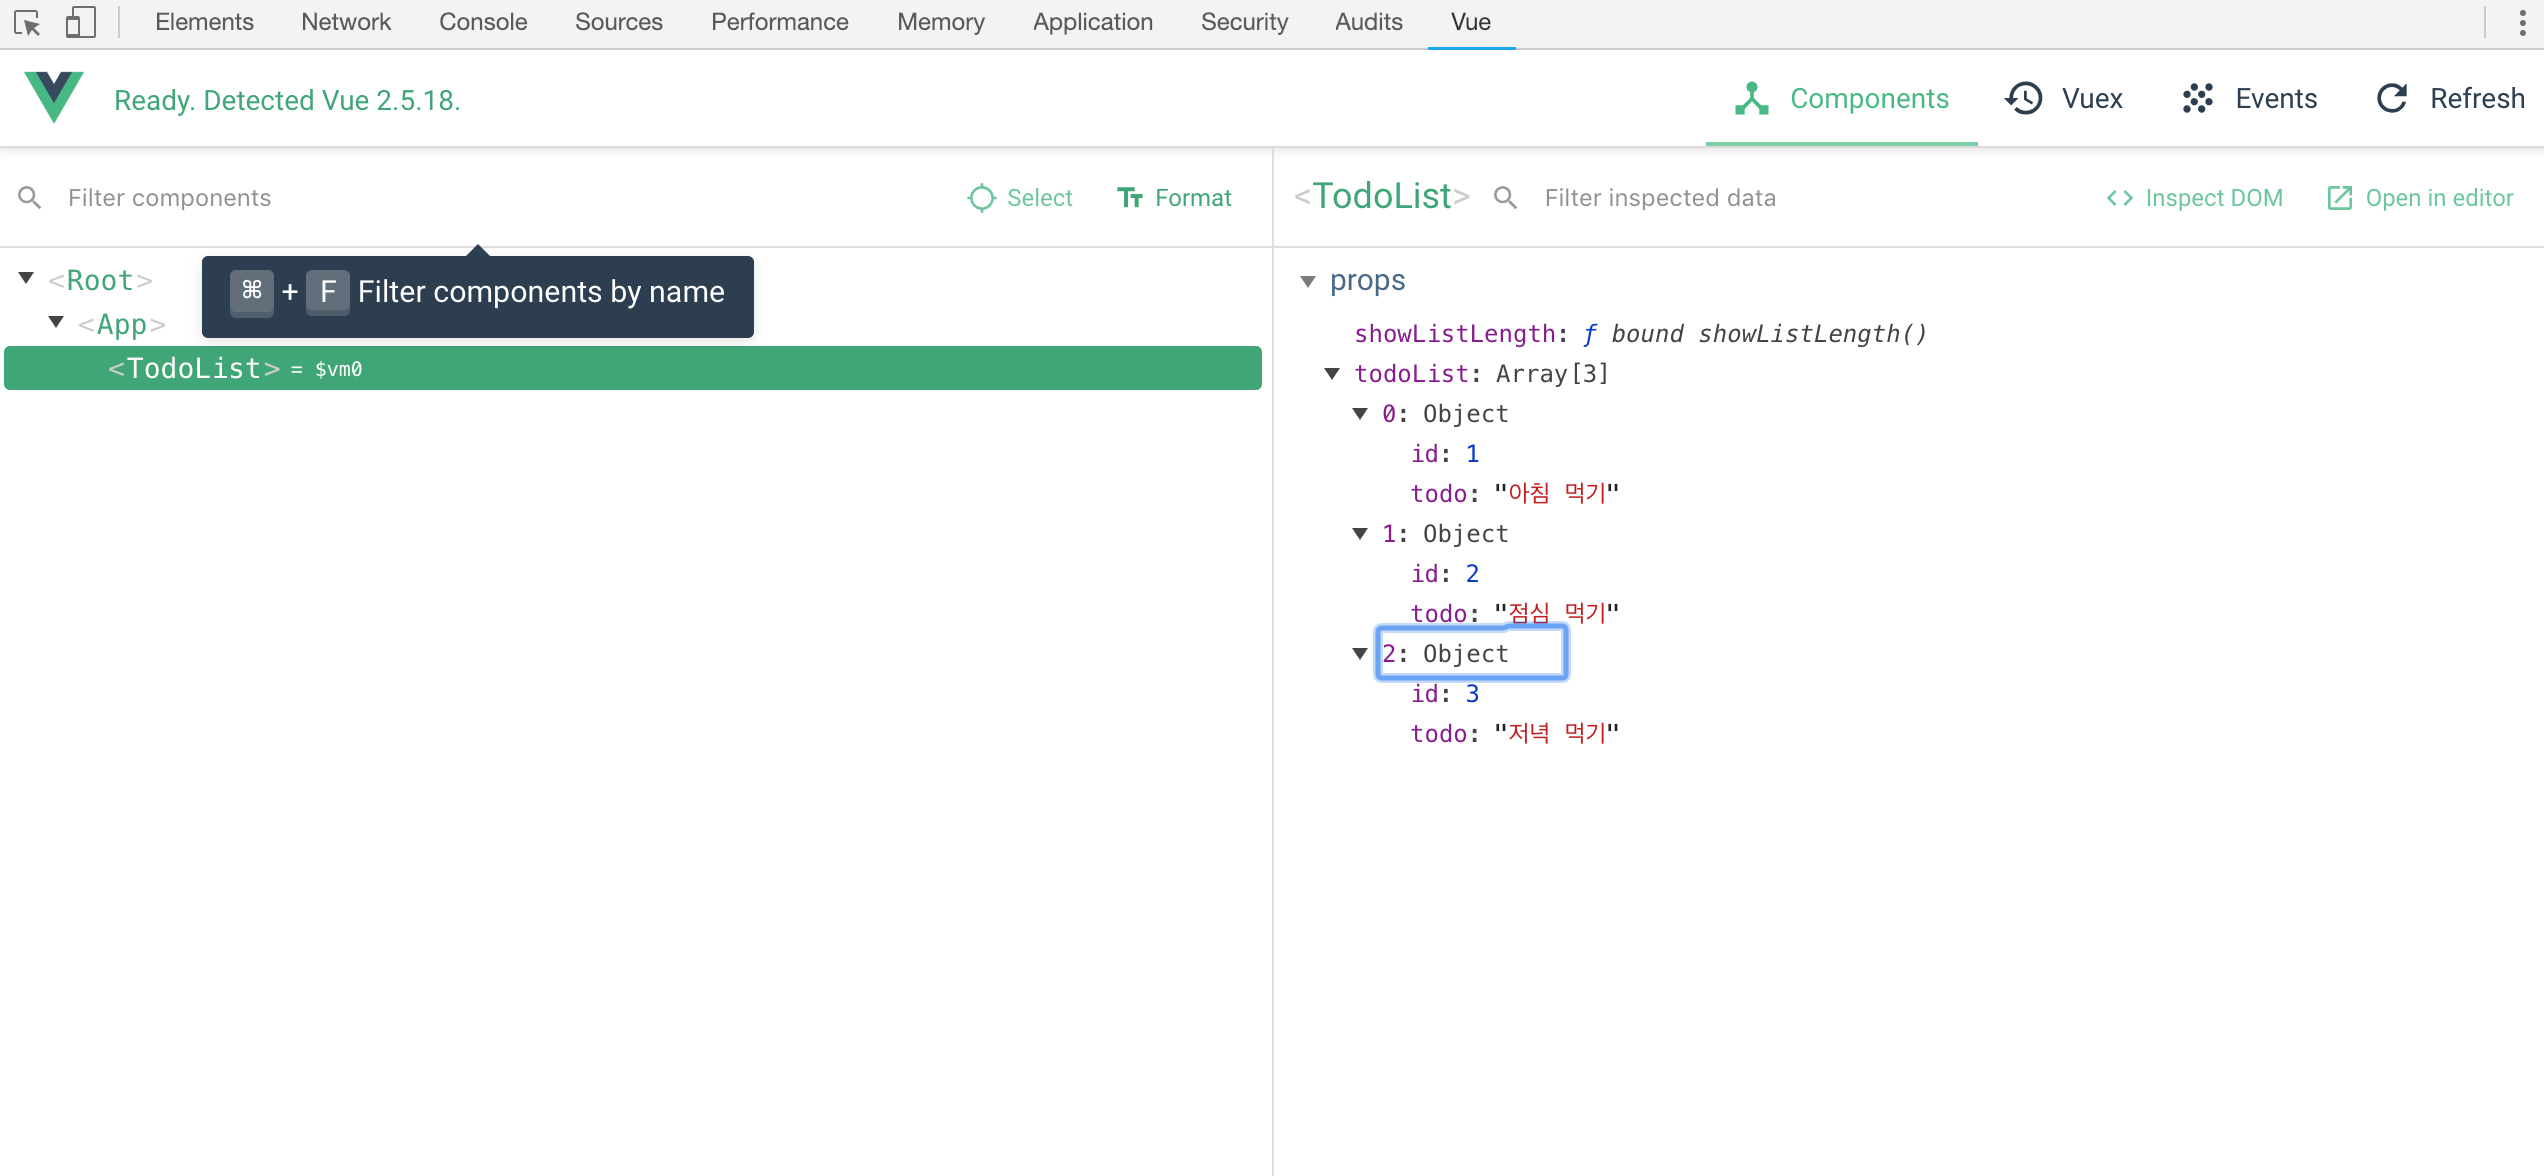 Elements Network Console Sources Performance Memory Application Security Audits Vue
Ready. Detected Vue 2.5.18.
Components Vuex Events Refresh
Filter components Select Format
<TodoList> Filter inspected data Inspect DOM Open in editor
<Root>
⌘ + F Filter components by name
<App>
<TodoList> = $vm0
props
showListLength: ƒ bound showListLength()
todoList: Array[3]
0: Object
id: 1
todo: "아침 먹기"
1: Object
id: 2
todo: "점심 먹기"
2: Object
id: 3
todo: "저녁 먹기"